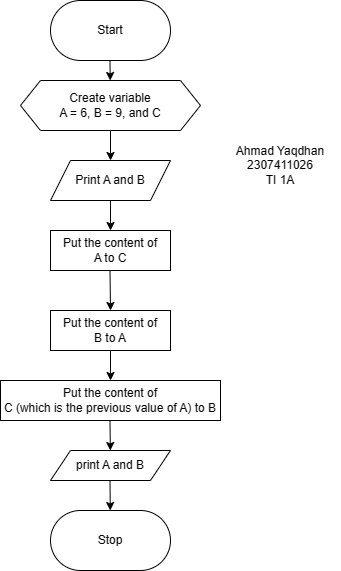 Start
Create variable
A = 6, B = 9, and C
Ahmad Yaqdhan
2307411026
TI 1A
Print A and B
Put the content of
A to C
Put the content of
B to A
Put the content of
C (which is the previous value of A) to B
print A and B
Stop